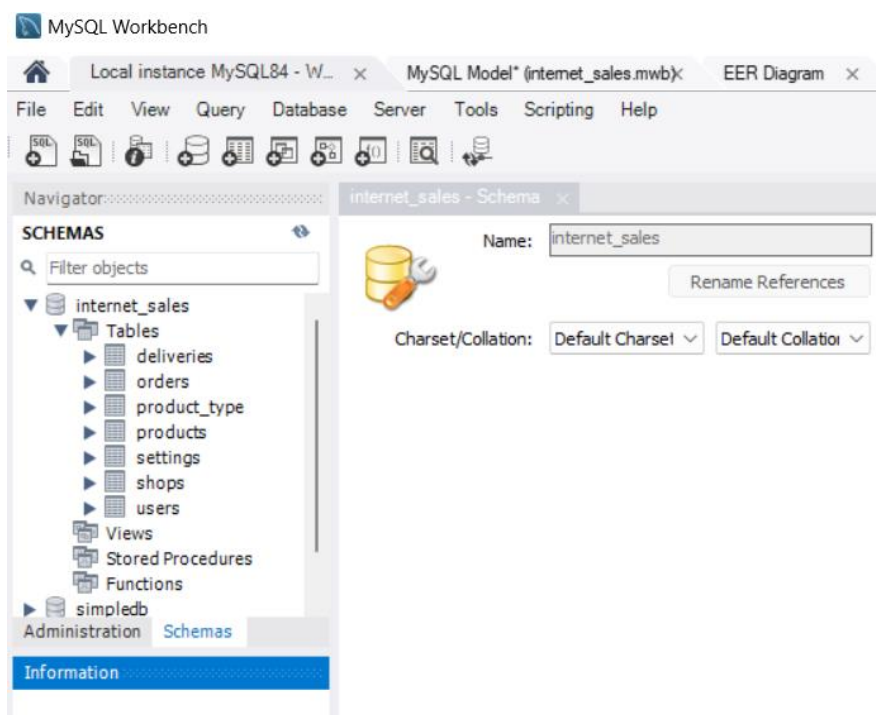 MySQL Workbench
Local instance MySQL84 - W... MySQL Model* (internet_sales.mwb) EER Diagram
File Edit View Query Database Server Tools Scripting Help
SQL SQL
Navigator internet_sales - Schema
SCHEMAS Name: internet_sales
Filter objects Rename References
internet_sales
Tables Charset/Collation: Default Charset Default Collation
deliveries
orders
product_type
products
settings
shops
users
Views
Stored Procedures
Functions
simpledb
Administration Schemas
Information